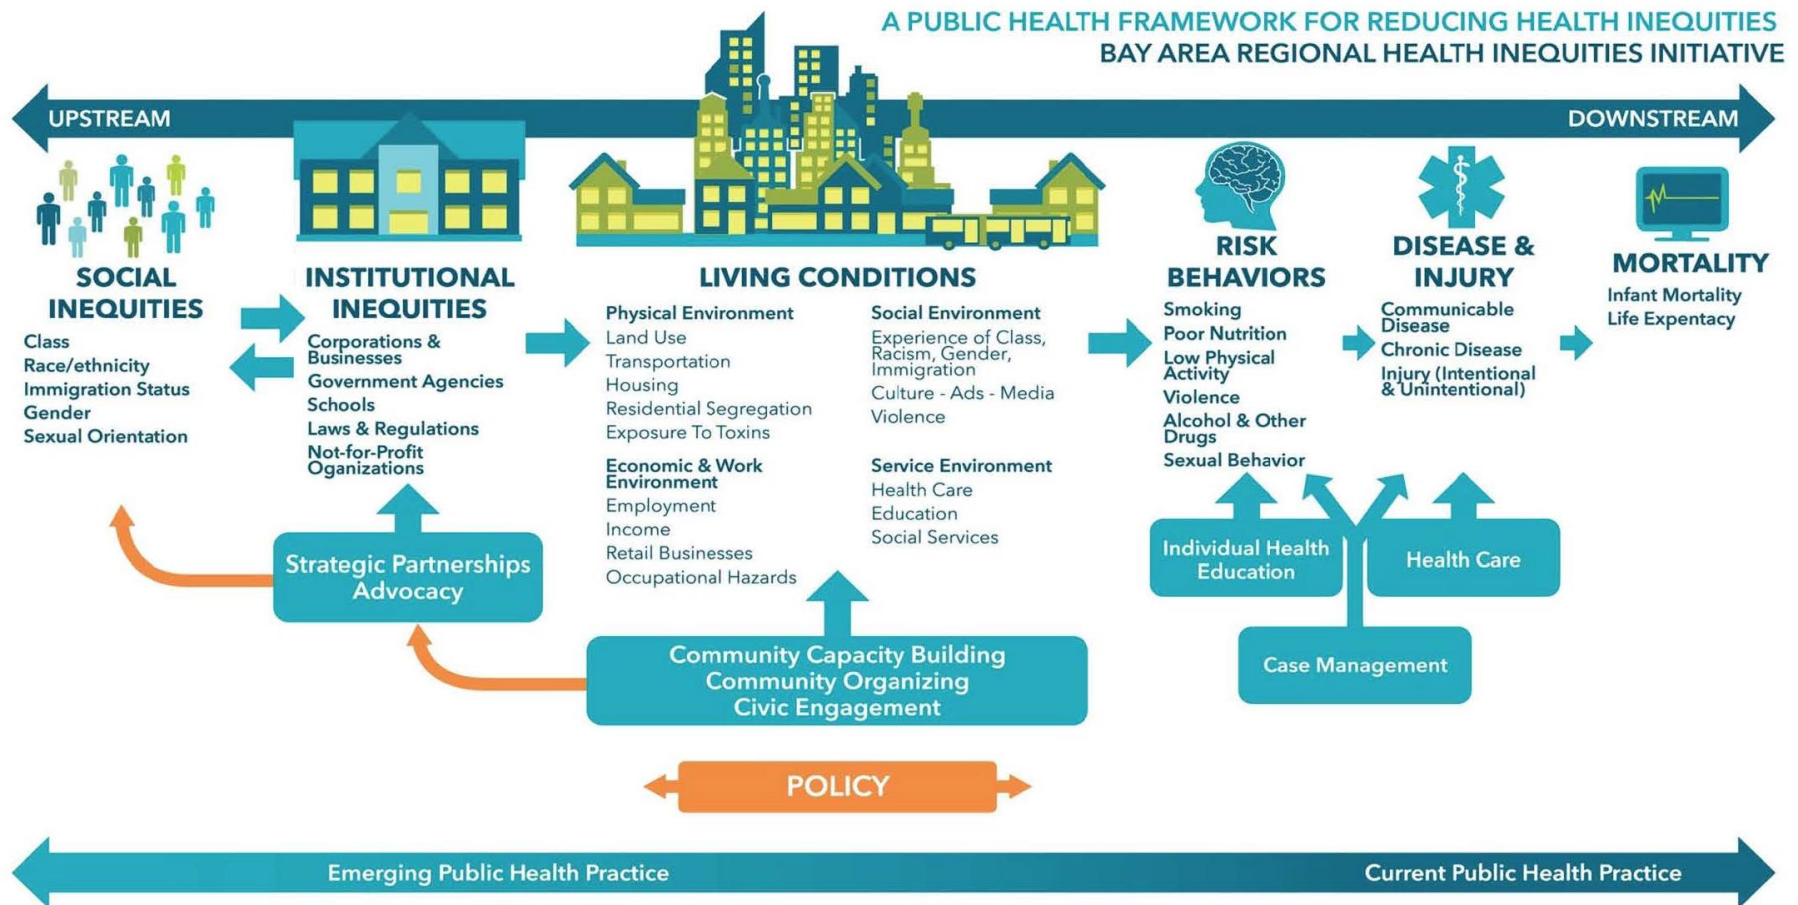 A PUBLIC HEALTH FRAMEWORK FOR REDUCING HEALTH INEQUITIES
BAY AREA REGIONAL HEALTH INEQUITIES INITIATIVE
UPSTREAM
DOWNSTREAM
SOCIAL
INEQUITIES
Class
Race/ethnicity
Immigration Status
Gender
Sexual Orientation
INSTITUTIONAL
INEQUITIES
Corporations &
Businesses
Government Agencies
Schools
Laws & Regulations
Not-for-Profit
Oganizations
LIVING CONDITIONS
Physical Environment
Land Use
Transportation
Housing
Residential Segregation
Exposure To Toxins
Economic & Work
Environment
Employment
Income
Retail Businesses
Occupational Hazards
Social Environment
Experience of Class,
Racism, Gender,
Immigration
Culture - Ads - Media
Violence
Service Environment
Health Care
Education
Social Services
RISK
BEHAVIORS
Smoking
Poor Nutrition
Low Physical
Activity
Violence
Alcohol & Other
Drugs
Sexual Behavior
DISEASE &
INJURY
Communicable
Disease
Chronic Disease
Injury (Intentional
& Unintentional)
MORTALITY
Infant Mortality
Life Expentacy
Strategic Partnerships
Advocacy
Community Capacity Building
Community Organizing
Civic Engagement
Individual Health
Education
Health Care
Case Management
POLICY
Emerging Public Health Practice
Current Public Health Practice